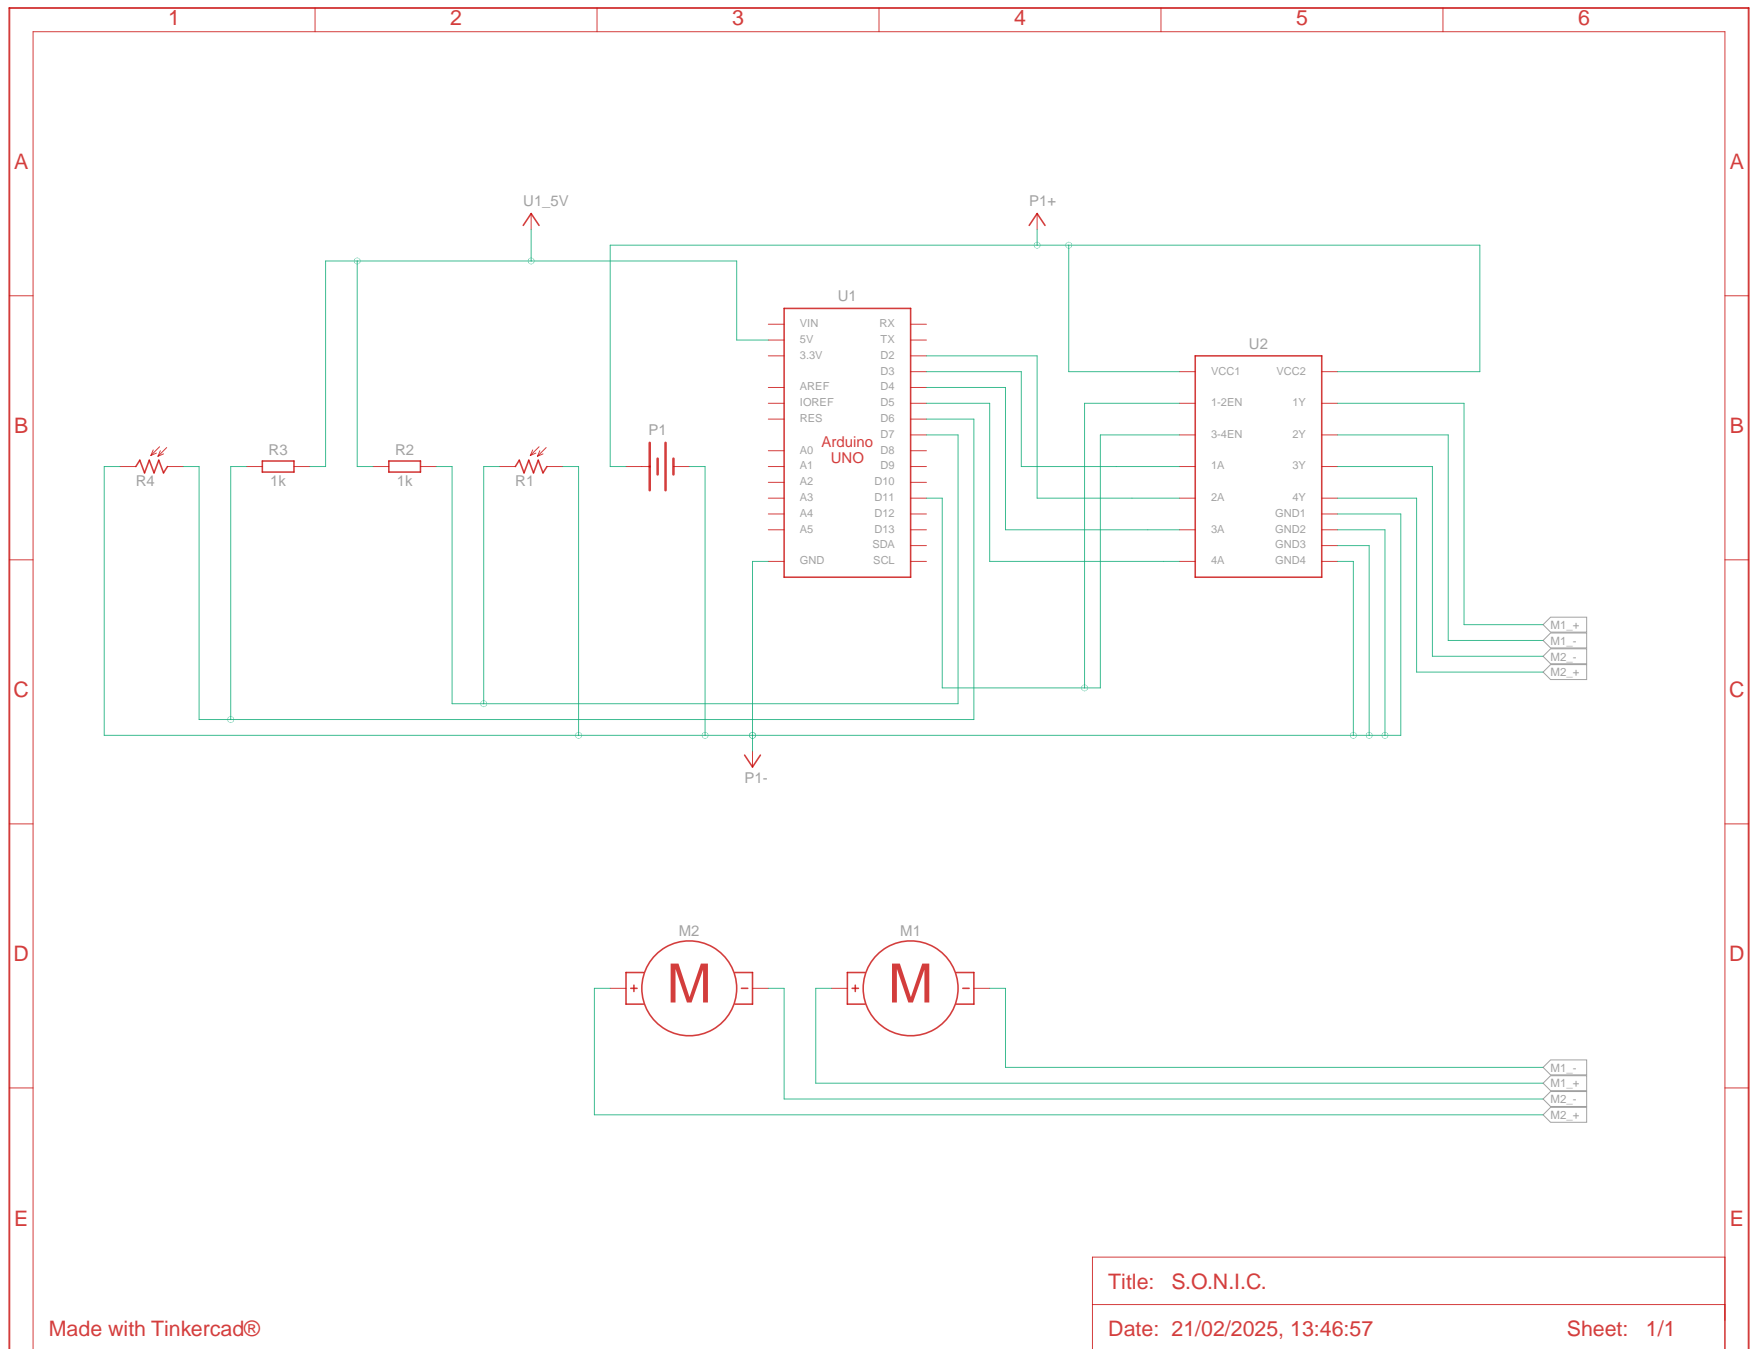 1 2 3 4 5 6
A A
U1_5V P1+
U1
VIN RX
5V TX
3.3V D2
D3
AREF D4
IOREF D5
RES D6
D7
A0 D8
A1 D9
A2 D10
A3 D11
A4 D12
A5 D13
SDA
GND SCL
Arduino
UNO
U2
VCC1 VCC2
1-2EN 1Y
3-4EN 2Y
1A 3Y
2A 4Y
GND1
3A GND2
GND3
4A GND4
B B
R4
R3
1k
R2
1k
R1
P1
M1_+
M1_-
M2_-
M2_+
C C
P1-
M2 M1
D D
M M
+ - + -
M1_-
M1_+
M2_-
M2_+
E E
Title: S.O.N.I.C.
Made with Tinkercad®
Date: 21/02/2025, 13:46:57 Sheet: 1/1